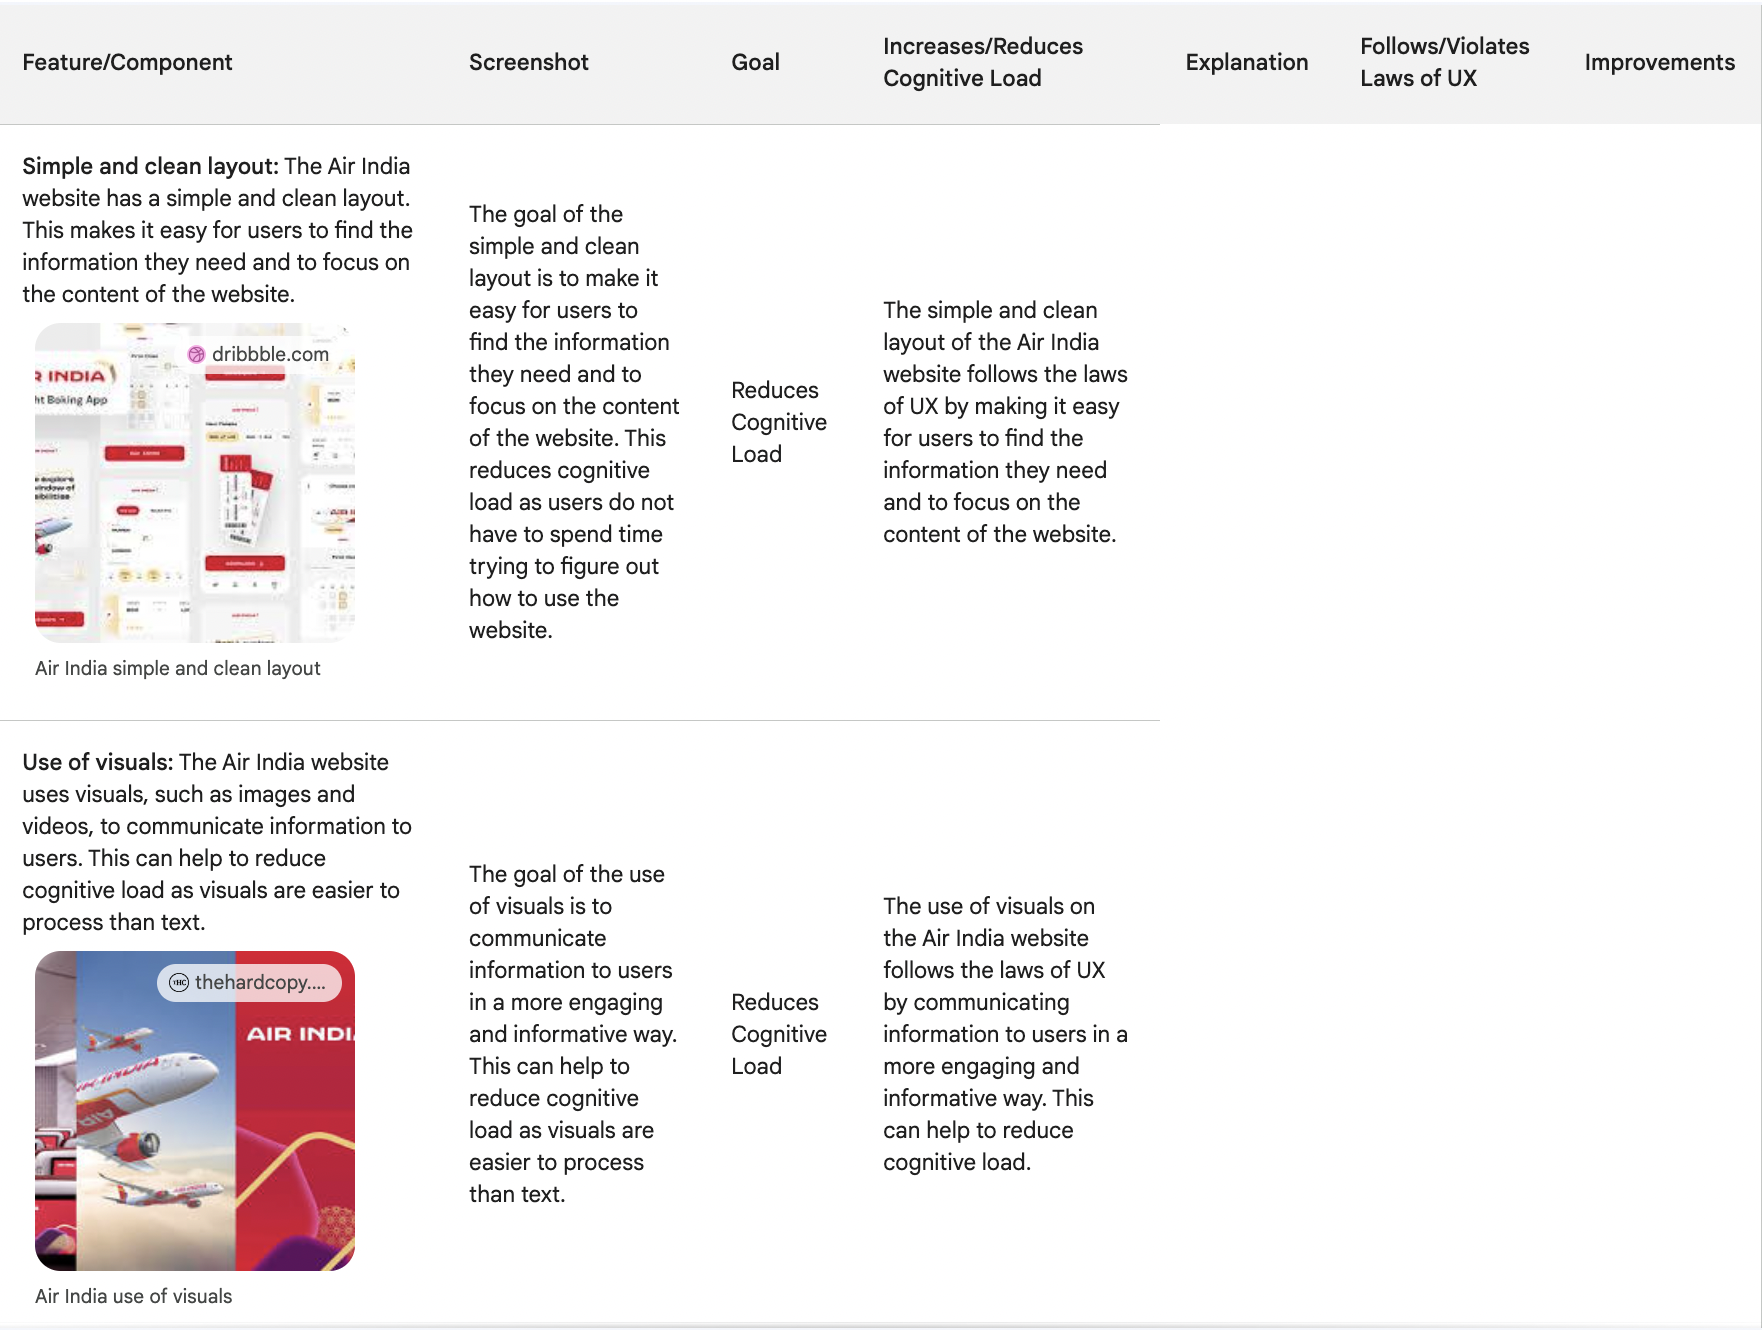 Feature/Component
Screenshot
Goal
Increases/Reduces
Cognitive Load
Explanation
Follows/Violates
Laws of UX
Improvements
Simple and clean layout: The Air India
website has a simple and clean layout.
This makes it easy for users to find the
information they need and to focus on
the content of the website.
dribbble.com
R INDIA
ht Boking App
e explore
window of
sibilities
Air India simple and clean layout
The goal of the
simple and clean
layout is to make it
easy for users to
find the information
they need and to
focus on the content
of the website. This
reduces cognitive
load as users do not
have to spend time
trying to figure out
how to use the
website.
Reduces
Cognitive
Load
The simple and clean
layout of the Air India
website follows the laws
of UX by making it easy
for users to find the
information they need
and to focus on the
content of the website.
Use of visuals: The Air India website
uses visuals, such as images and
videos, to communicate information to
users. This can help to reduce
cognitive load as visuals are easier to
process than text.
THC thehardcopy....
AIR INDI
AIR INDIA
AIR
Air India use of visuals
The goal of the use
of visuals is to
communicate
information to users
in a more engaging
and informative way.
This can help to
reduce cognitive
load as visuals are
easier to process
than text.
Reduces
Cognitive
Load
The use of visuals on
the Air India website
follows the laws of UX
by communicating
information to users in a
more engaging and
informative way. This
can help to reduce
cognitive load.